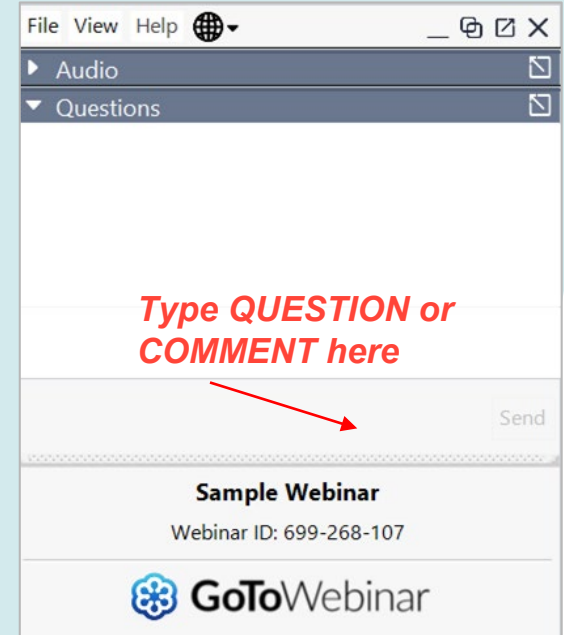 File View Help
Audio
Questions
Type QUESTION or
COMMENT here
Send
Sample Webinar
Webinar ID: 699-268-107
GoToWebinar